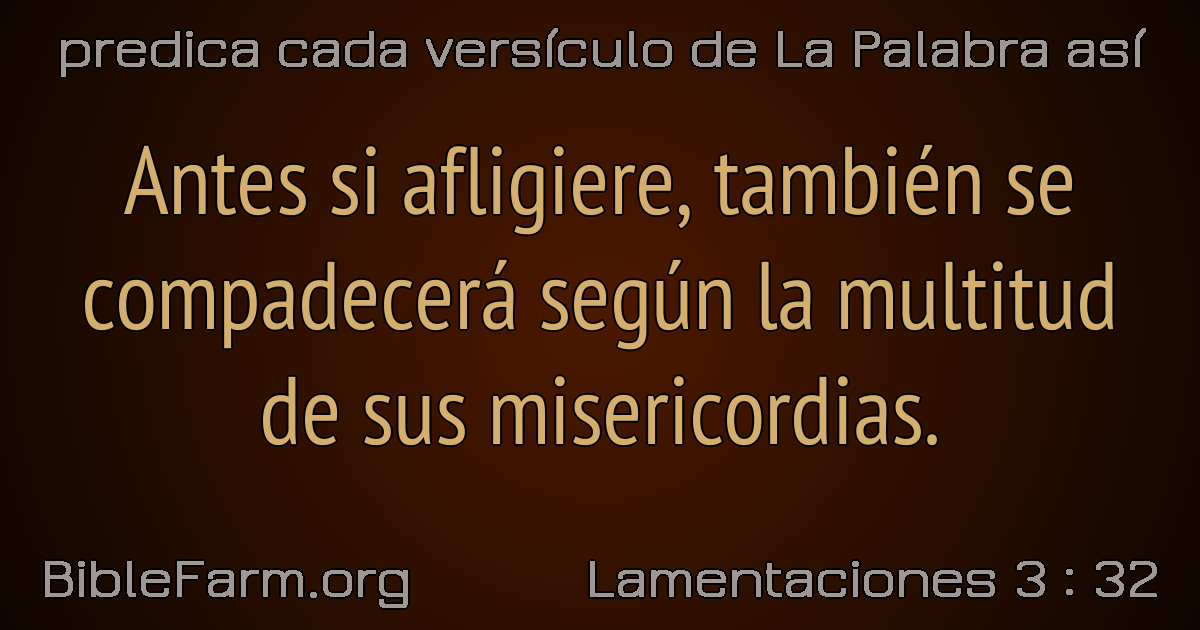 predica cada versículo de La Palabra así
Antes si afligiere, también se
compadecerá según la multitud
de sus misericordias.
BibleFarm.org
Lamentaciones 3 : 32